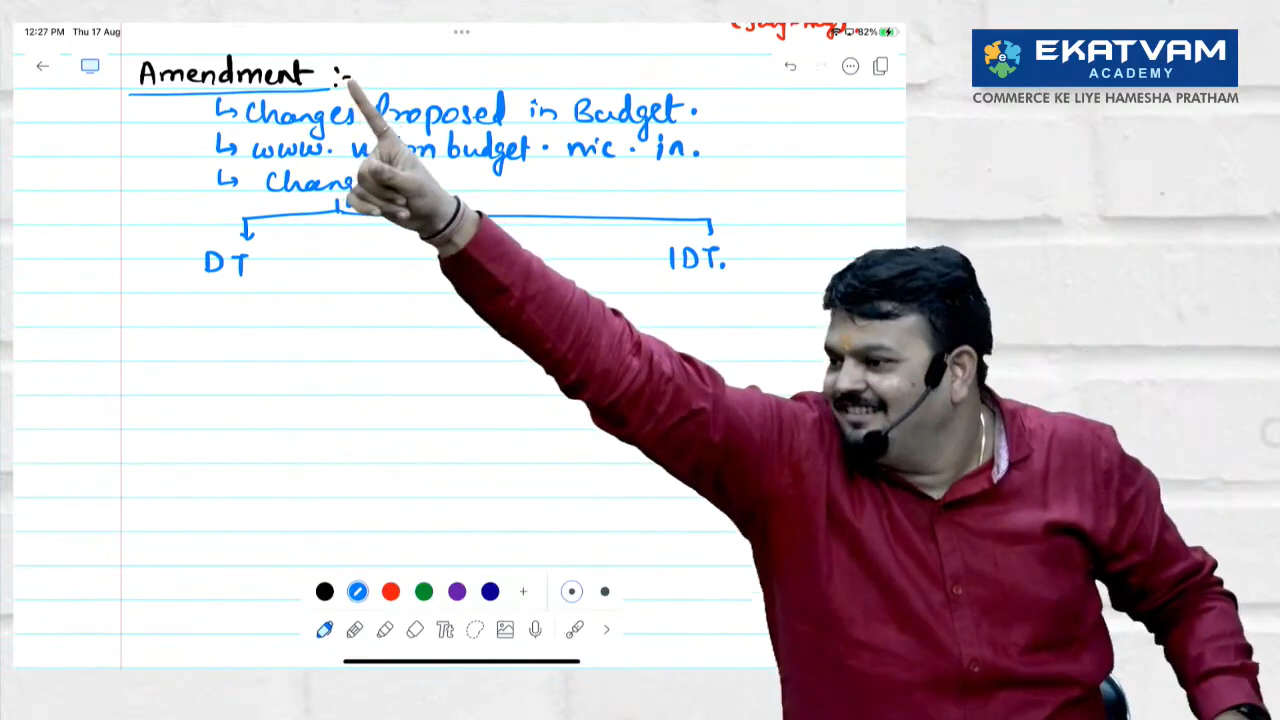 12:27 PM Thu 17 Aug
82%
EKATVAM
ACADEMY
COMMERCE KE LIYE HAMESHA PRATHAM
Amendment :-
↳ Changes Proposed in Budget.
↳ www. budget. nic. in.
↳
DT
IDT.
Tt